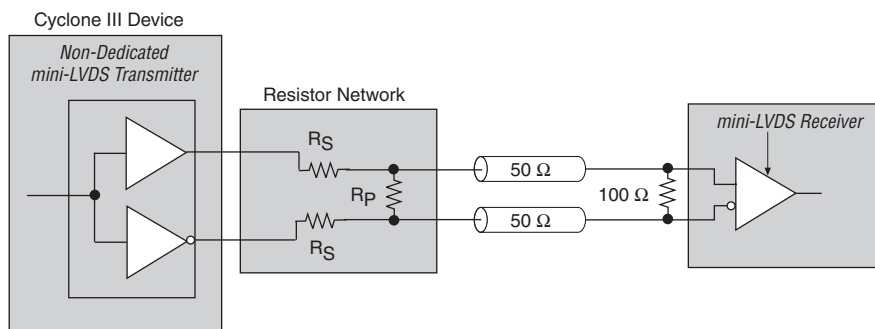 Cyclone III Device
Non-Dedicated
mini-LVDS Transmitter
Resistor Network
mini-LVDS Receiver
RS
50 Ω
RP
100 Ω
50 Ω
RS